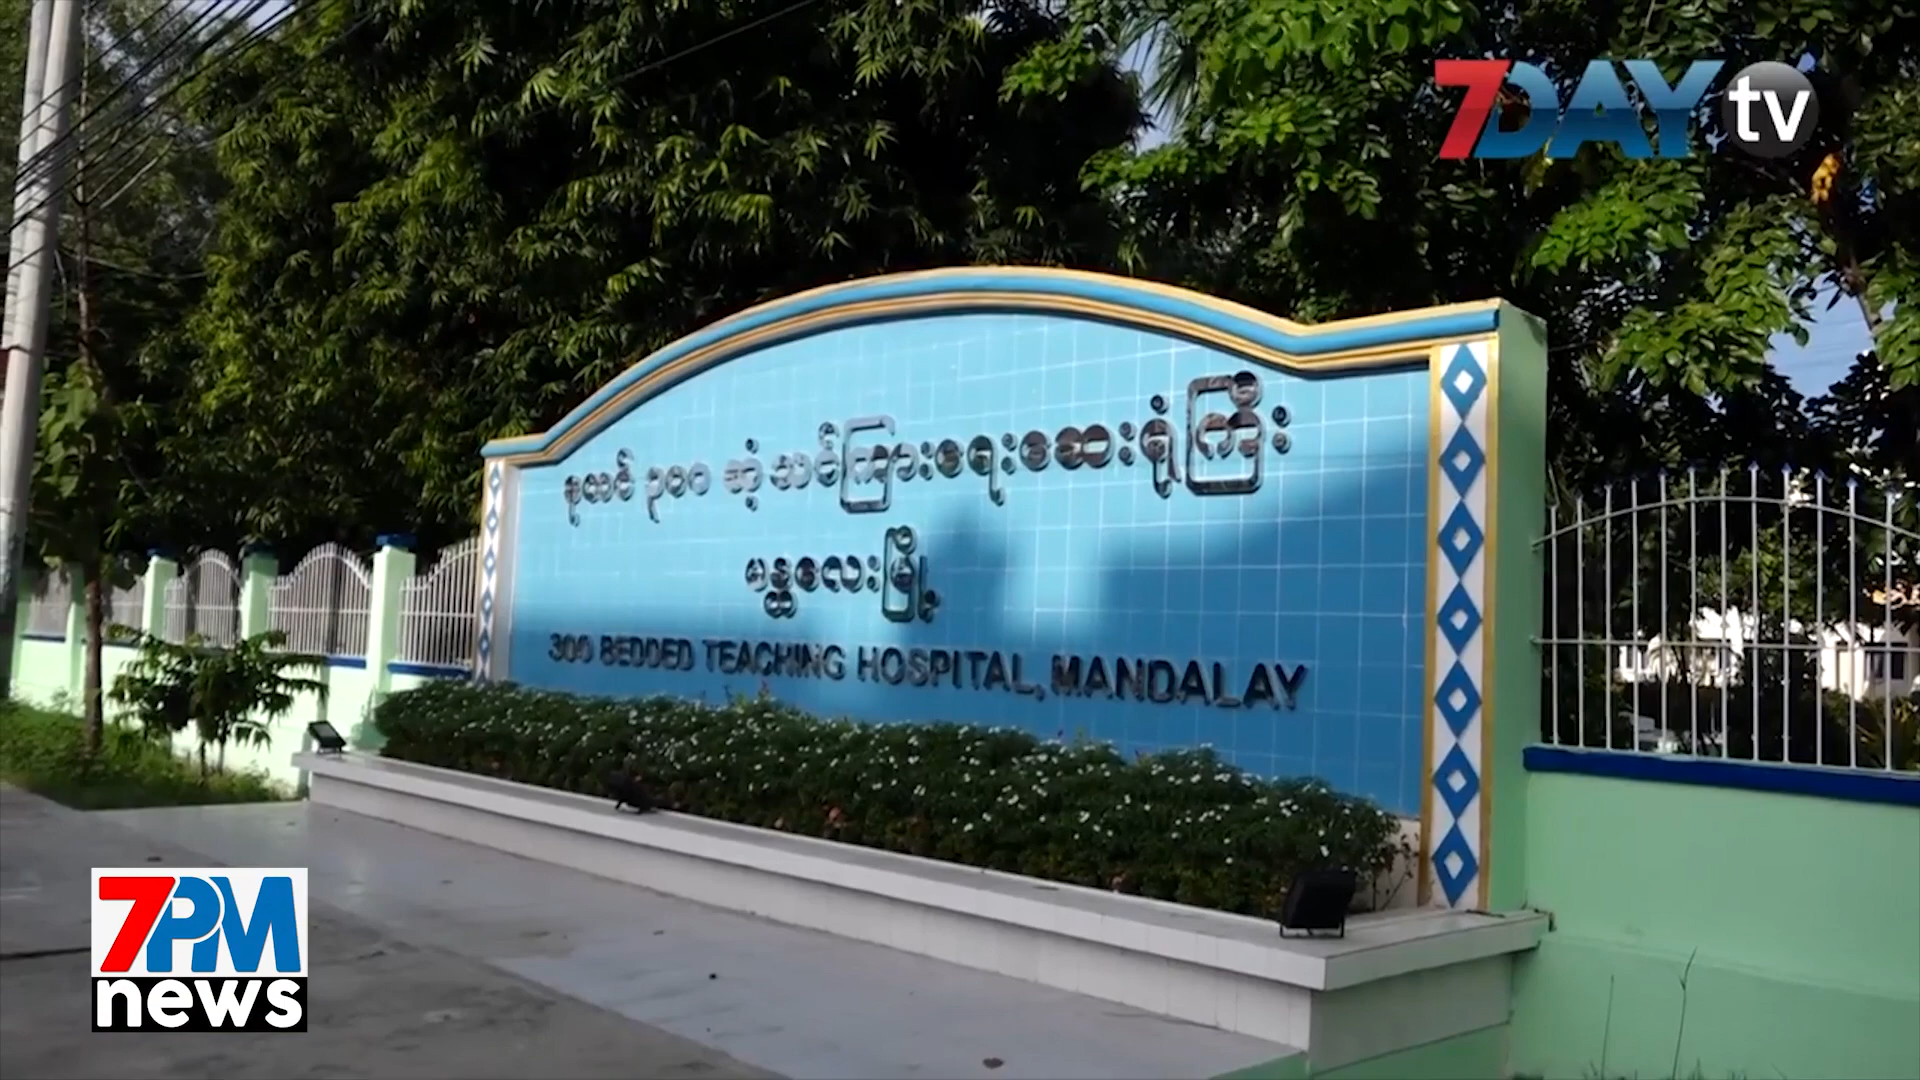 7DAY tv
ခုတင် ၃၀၀ ဆံ့ သင်ကြားရေးဆေးရုံကြီး
မန္တလေးမြို့
300 BEDDED TEACHING HOSPITAL, MANDALAY
7PM
news